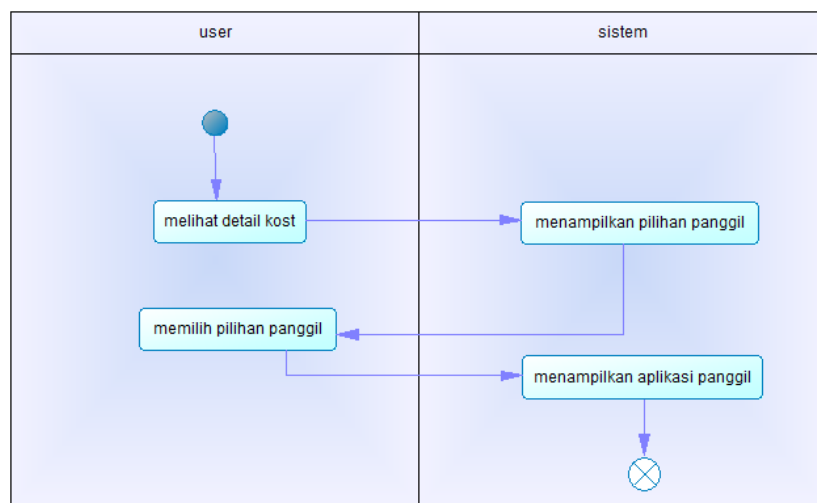 user
sistem
melihat detail kost
menampilkan pilihan panggil
memilih pilihan panggil
menampilkan aplikasi panggil